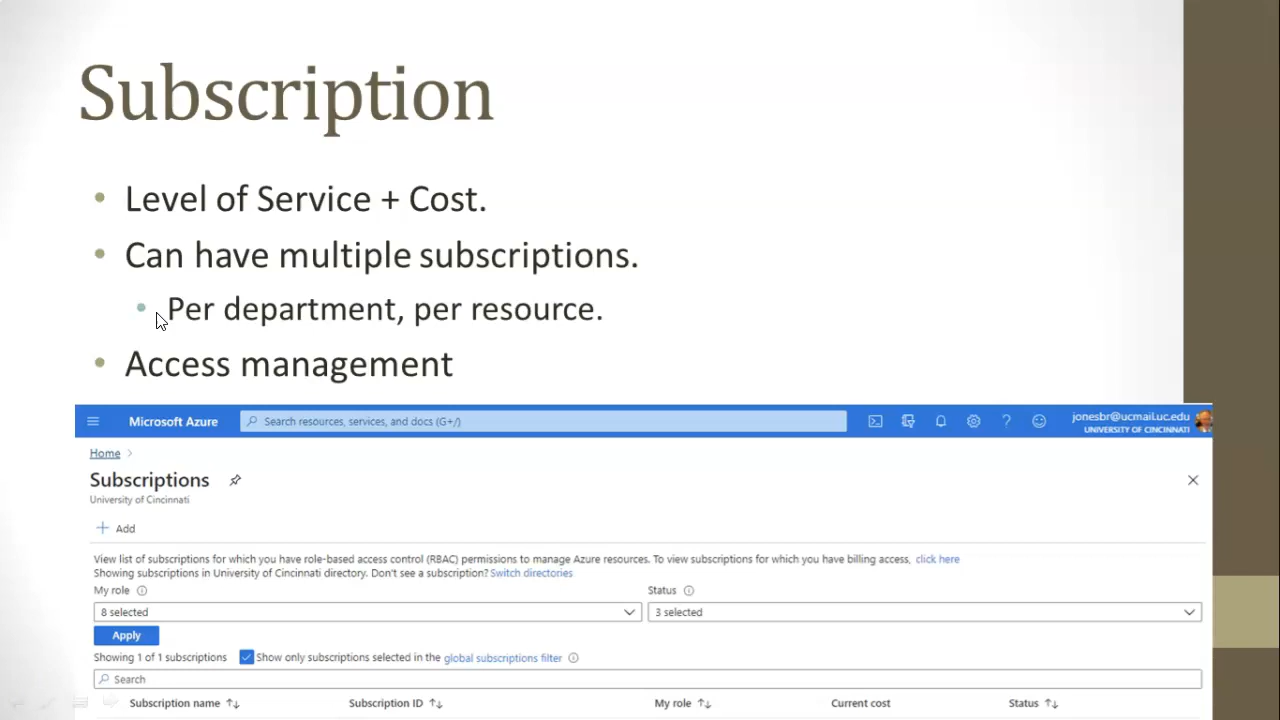 Subscription
• Level of Service + Cost.
• Can have multiple subscriptions.
• Per department, per resource.
• Access management
Microsoft Azure
Search resources, services, and docs (G+/)
jonesbr@ucmail.uc.edu
UNIVERSITY OF CINCINNATI
Home
Subscriptions
University of Cincinnati
+ Add
View list of subscriptions for which you have role-based access control (RBAC) permissions to manage Azure resources. To view subscriptions for which you have billing access, click here
Showing subscriptions in University of Cincinnati directory. Don't see a subscription? Switch directories
My role
Status
8 selected
3 selected
Apply
Showing 1 of 1 subscriptions Show only subscriptions selected in the global subscriptions filter
Search
Subscription name Subscription ID My role Current cost Status